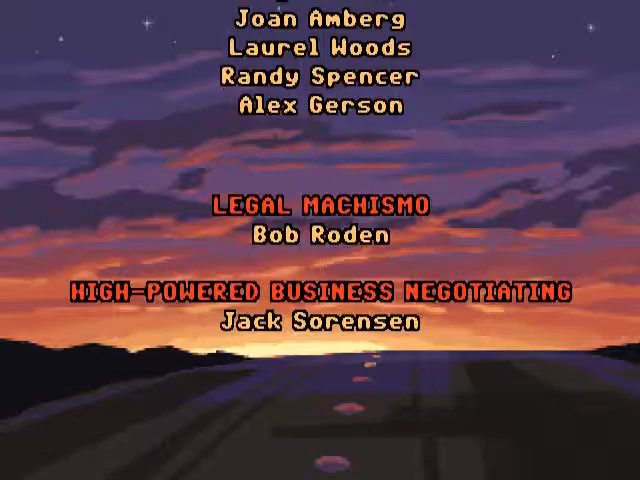 Joan Amberg
Laurel Woods
Randy Spencer
Alex Gerson
LEGAL MACHISMO
Bob Roden
HIGH-POWERED BUSINESS NEGOTIATING
Jack Sorensen